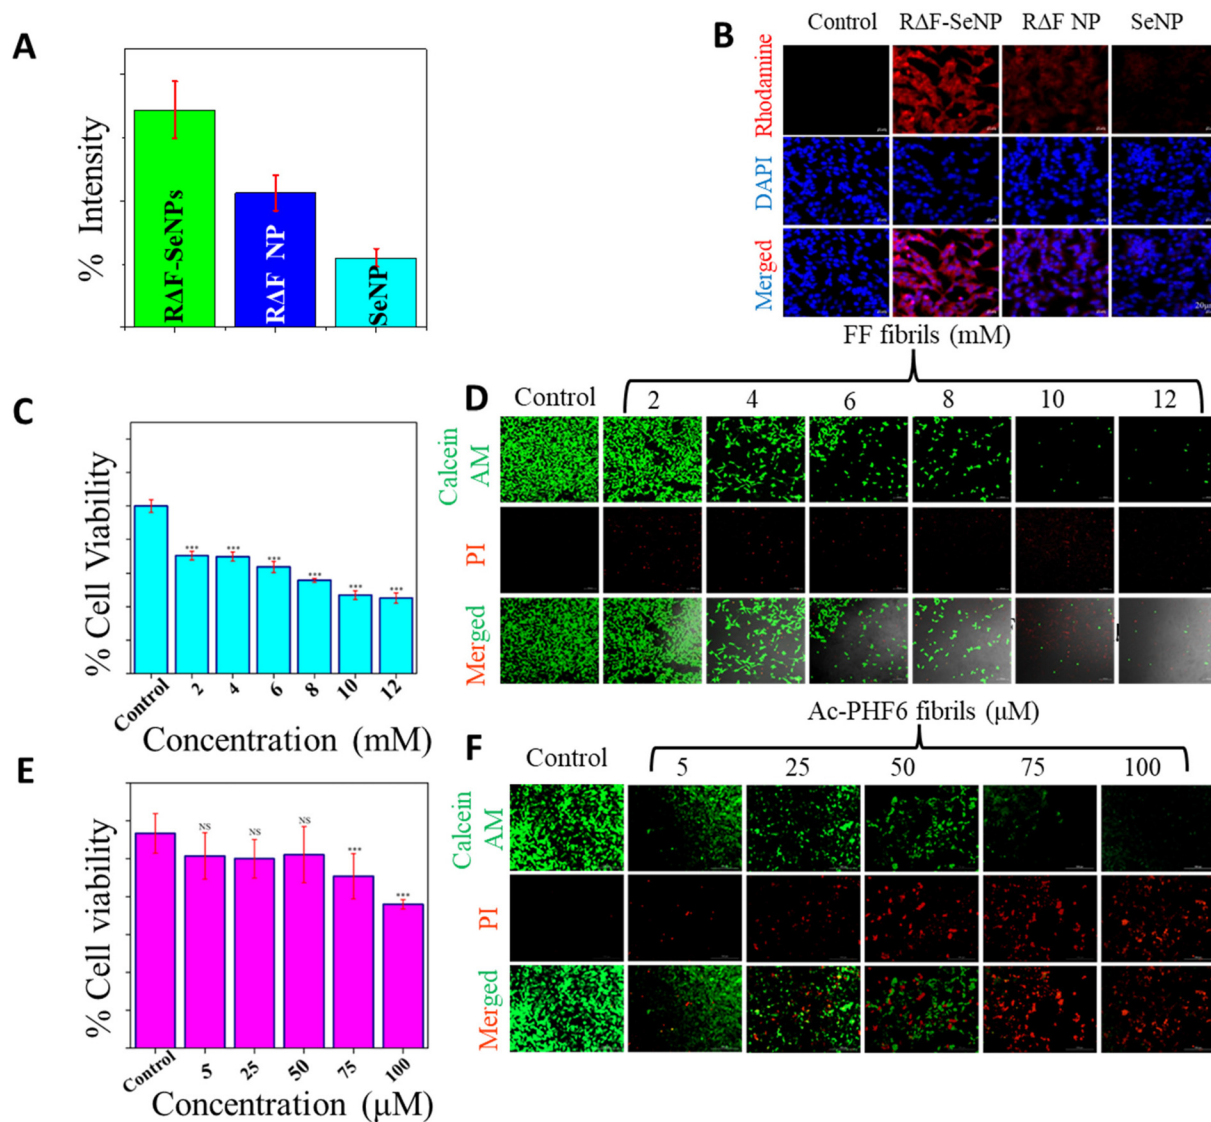 A
% Intensity
RΔF-SeNPs
RΔF NP
SeNP
B
Control RΔF-SeNP RΔF NP SeNP
Rhodamine
DAPI
Merged
C
% Cell Viability
*** *** *** *** *** ***
Control 2 4 6 8 10 12
Concentration (mM)
FF fibrils (mM)
D
Control 2 4 6 8 10 12
Calcein
AM
PI
Merged
E
% Cell viability
NS NS NS *** ***
Control 5 25 50 75 100
Concentration (μM)
Ac-PHF6 fibrils (μM)
F
Control 5 25 50 75 100
Calcein
AM
PI
Merged